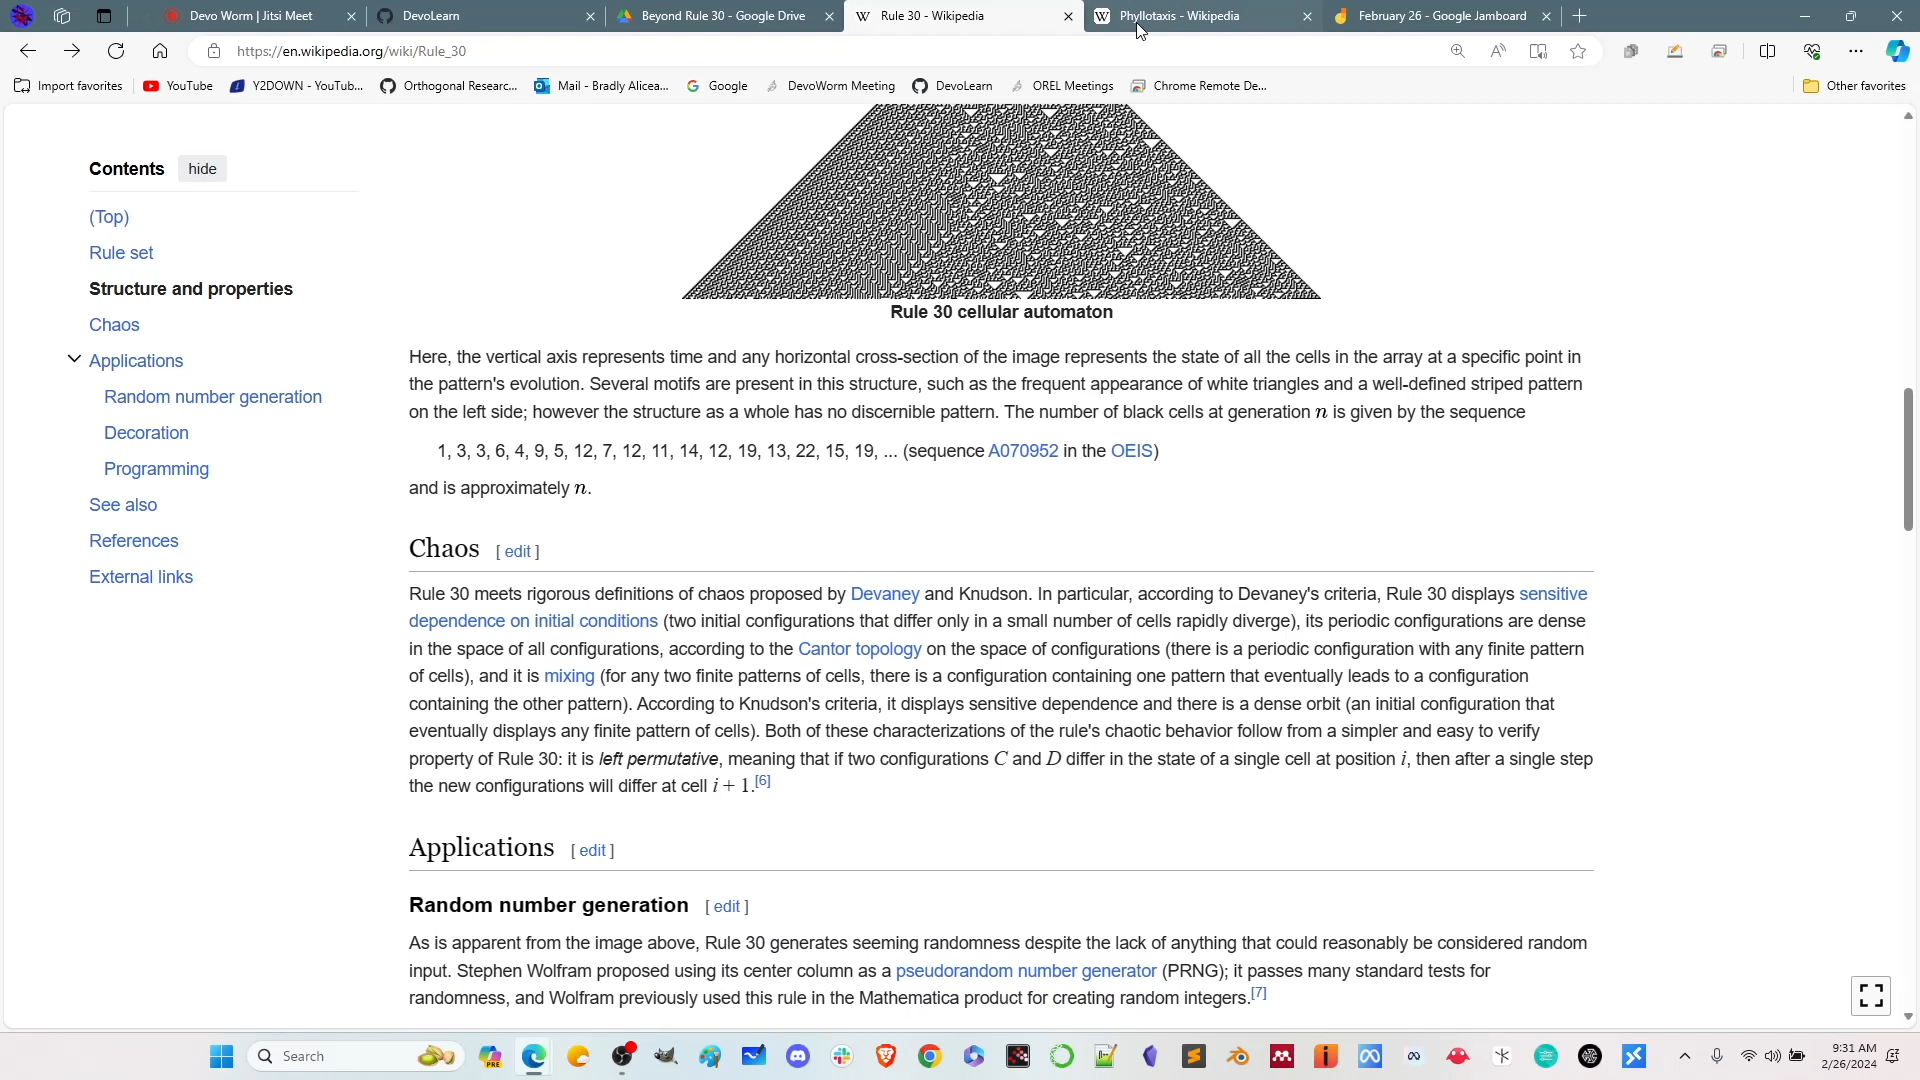 Devo Worm | Jitsi Meet
DevoLearn
Beyond Rule 30 - Google Drive
W Rule 30 - Wikipedia
W Phyllotaxis - Wikipedia
February 26 - Google Jamboard
https://en.wikipedia.org/wiki/Rule_30
Import favorites
YouTube
Y2DOWN - YouTub...
Orthogonal Researc...
Mail - Bradly Alicea...
Google
DevoWorm Meeting
DevoLearn
OREL Meetings
Chrome Remote De...
Other favorites
Contents hide
(Top)
Rule set
Structure and properties
Chaos
Applications
Random number generation
Decoration
Programming
See also
References
External links
Rule 30 cellular automaton
Here, the vertical axis represents time and any horizontal cross-section of the image represents the state of all the cells in the array at a specific point in
the pattern's evolution. Several motifs are present in this structure, such as the frequent appearance of white triangles and a well-defined striped pattern
on the left side; however the structure as a whole has no discernible pattern. The number of black cells at generation n is given by the sequence
1, 3, 3, 6, 4, 9, 5, 12, 7, 12, 11, 14, 12, 19, 13, 22, 15, 19, ... (sequence A070952 in the OEIS)
and is approximately n.
Chaos [ edit ]
Rule 30 meets rigorous definitions of chaos proposed by Devaney and Knudson. In particular, according to Devaney's criteria, Rule 30 displays sensitive
dependence on initial conditions (two initial configurations that differ only in a small number of cells rapidly diverge), its periodic configurations are dense
in the space of all configurations, according to the Cantor topology on the space of configurations (there is a periodic configuration with any finite pattern
of cells), and it is mixing (for any two finite patterns of cells, there is a configuration containing one pattern that eventually leads to a configuration
containing the other pattern). According to Knudson's criteria, it displays sensitive dependence and there is a dense orbit (an initial configuration that
eventually displays any finite pattern of cells). Both of these characterizations of the rule's chaotic behavior follow from a simpler and easy to verify
property of Rule 30: it is left permutative, meaning that if two configurations C and D differ in the state of a single cell at position i, then after a single step
the new configurations will differ at cell i + 1.[6]
Applications [ edit ]
Random number generation [ edit ]
As is apparent from the image above, Rule 30 generates seeming randomness despite the lack of anything that could reasonably be considered random
input. Stephen Wolfram proposed using its center column as a pseudorandom number generator (PRNG); it passes many standard tests for
randomness, and Wolfram previously used this rule in the Mathematica product for creating random integers.[7]
Search
PRE
9:31 AM
2/26/2024